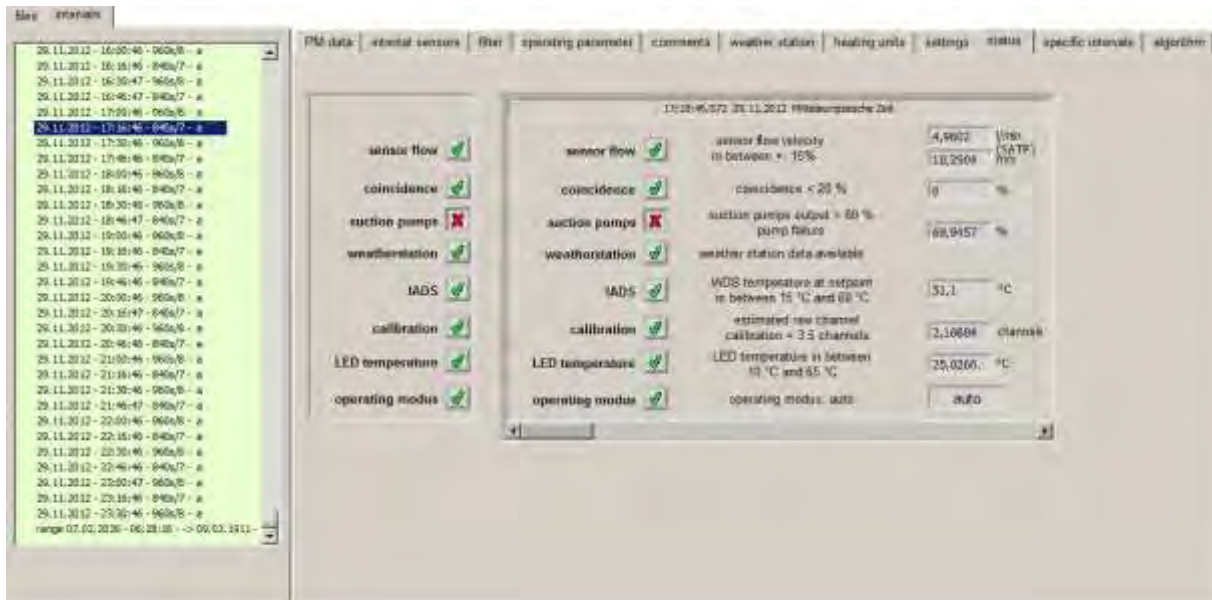 files intervals
29.11.2012 - 16:00:46 - 960s/8 - a
29.11.2012 - 16:16:46 - 840s/7 - a
29.11.2012 - 16:30:47 - 960s/8 - a
29.11.2012 - 16:46:47 - 840s/7 - a
29.11.2012 - 17:00:46 - 960s/8 - a
29.11.2012 - 17:16:46 - 840s/7 - a
29.11.2012 - 17:30:46 - 960s/8 - a
29.11.2012 - 17:46:46 - 840s/7 - a
29.11.2012 - 18:00:46 - 960s/8 - a
29.11.2012 - 18:16:46 - 840s/7 - a
29.11.2012 - 18:30:46 - 960s/8 - a
29.11.2012 - 18:46:47 - 840s/7 - a
29.11.2012 - 19:00:46 - 960s/8 - a
29.11.2012 - 19:16:46 - 840s/7 - a
29.11.2012 - 19:30:46 - 960s/8 - a
29.11.2012 - 19:46:46 - 840s/7 - a
29.11.2012 - 20:00:46 - 960s/8 - a
29.11.2012 - 20:16:47 - 840s/7 - a
29.11.2012 - 20:30:46 - 960s/8 - a
29.11.2012 - 20:46:46 - 840s/7 - a
29.11.2012 - 21:00:46 - 960s/8 - a
29.11.2012 - 21:16:46 - 840s/7 - a
29.11.2012 - 21:30:46 - 960s/8 - a
29.11.2012 - 21:46:47 - 840s/7 - a
29.11.2012 - 22:00:46 - 960s/8 - a
29.11.2012 - 22:16:46 - 840s/7 - a
29.11.2012 - 22:30:46 - 960s/8 - a
29.11.2012 - 22:46:46 - 840s/7 - a
29.11.2012 - 23:00:47 - 960s/8 - a
29.11.2012 - 23:16:46 - 840s/7 - a
29.11.2012 - 23:30:46 - 960s/8 - a
range 07.02.2036 - 06:28:16 - -> 09.03.1911 -
PM data internal sensors filter operating parameter comments weather station heating units settings status specific intervals algorithm
sensor flow
coincidence
suction pumps
weatherstation
IADS
calibration
LED temperature
operating modus
29.11.2012 Mitteleuropäische Zeit
sensor flow sensor flow velocity in between +- 15% 4,9602 l/min (SATP)
mm
coincidence coincidence < 20 % 0 %
suction pumps suction pumps output > 60 % pump failure 68,9457 %
weatherstation weather station data available
IADS IADS temperature at setpoint in between 15 °C and 60 °C 31,1 °C
calibration estimated raw channel calibration < 3.5 channels channels
LED temperature LED temperature in between 10 °C and 65 °C °C
operating modus operating modus: auto auto